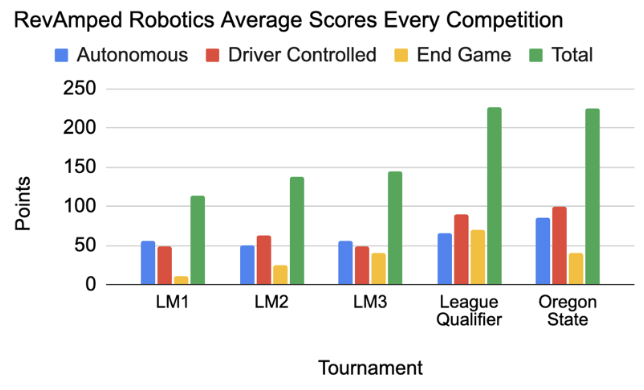 RevAmped Robotics Average Scores Every Competition
Autonomous Driver Controlled End Game Total
250
200
150
100
50
0
Points
LM1 LM2 LM3 League Qualifier Oregon State
Tournament